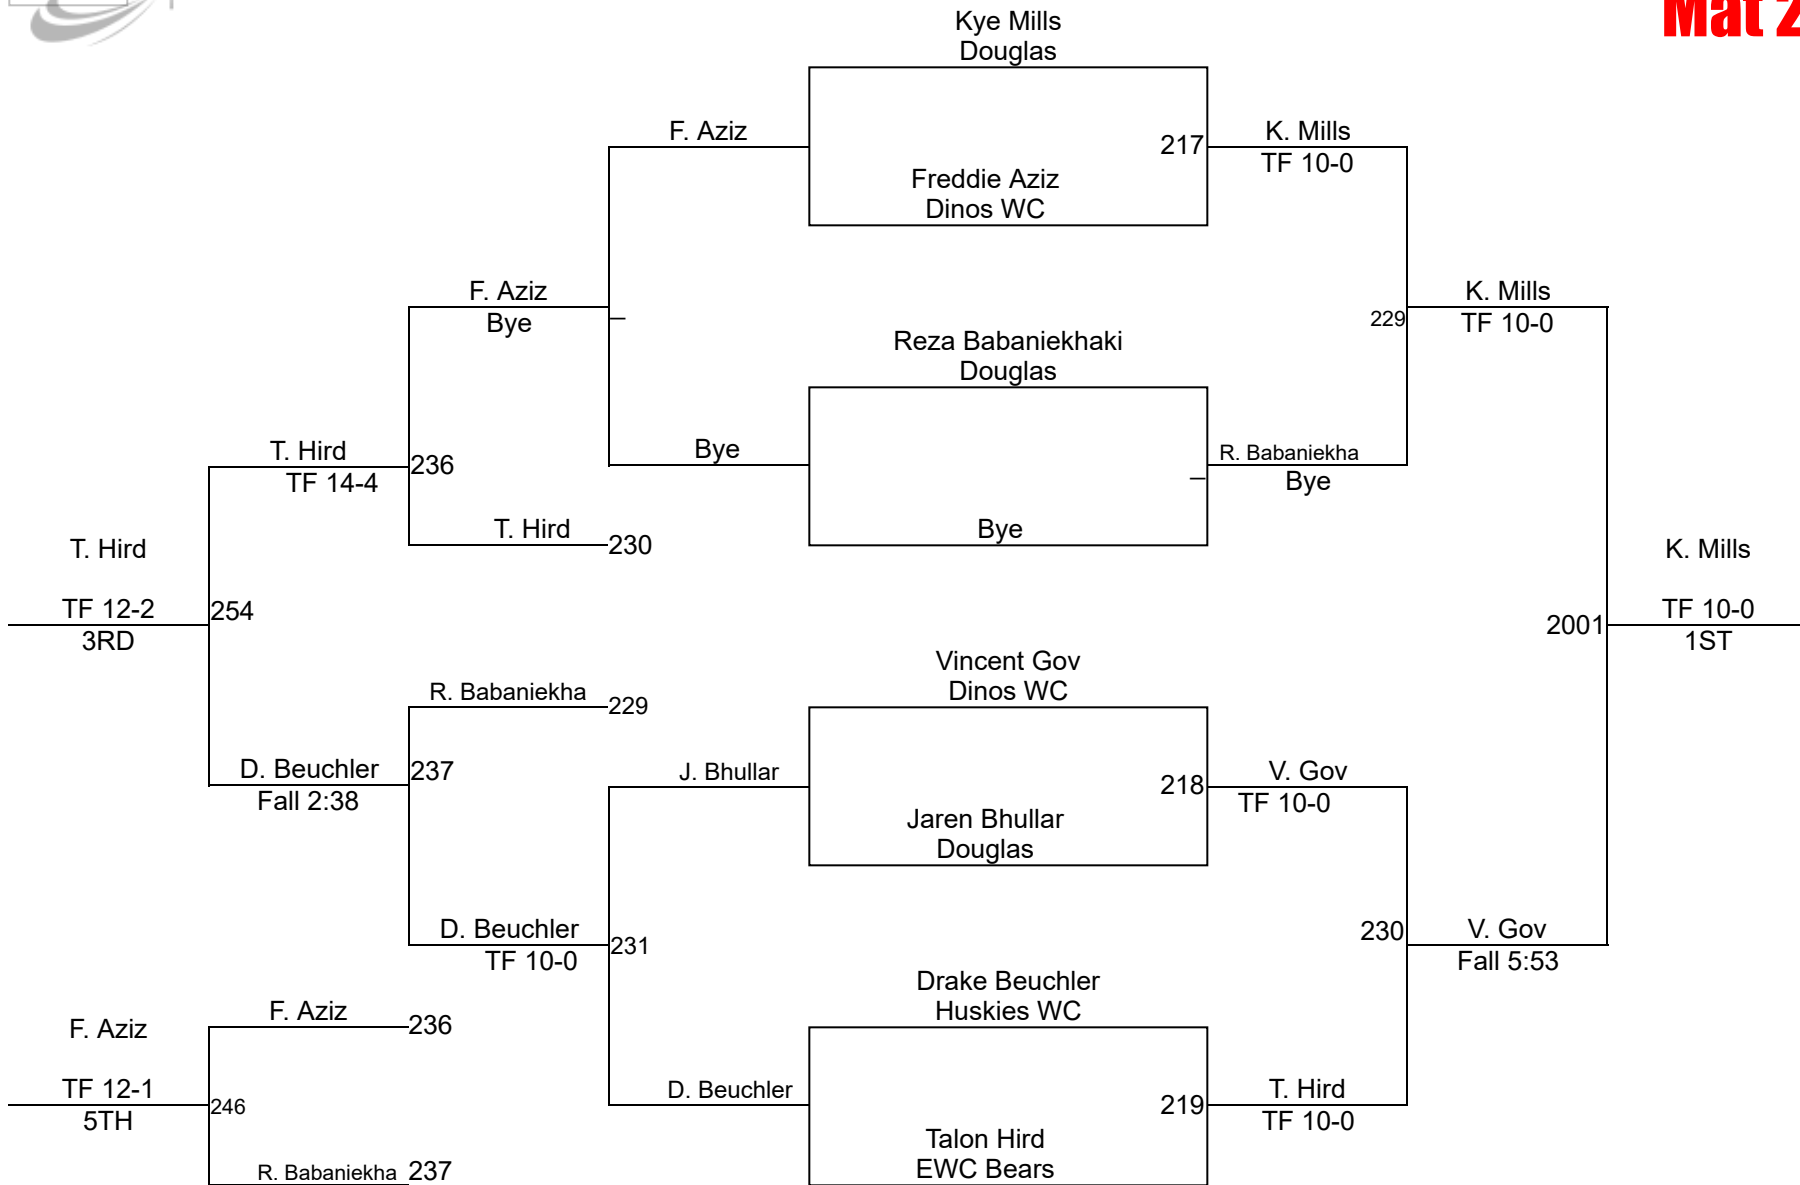 Mat 2
Kye Mills
Douglas
F. Aziz
217
K. Mills
TF 10-0
Freddie Aziz
Dinos WC
F. Aziz
Bye
K. Mills
TF 10-0
229
Reza Babaniekhaki
Douglas
T. Hird
TF 14-4
236
Bye
R. Babaniekha
Bye
T. Hird
230
Bye
T. Hird
TF 12-2
3RD
254
K. Mills
TF 10-0
1ST
2001
Vincent Gov
Dinos WC
R. Babaniekha
229
D. Beuchler
Fall 2:38
237
J. Bhullar
218
V. Gov
TF 10-0
Jaren Bhullar
Douglas
D. Beuchler
TF 10-0
231
230
V. Gov
Fall 5:53
Drake Beuchler
Huskies WC
F. Aziz
236
F. Aziz
TF 12-1
5TH
246
D. Beuchler
219
T. Hird
TF 10-0
Talon Hird
EWC Bears
R. Babaniekha
237